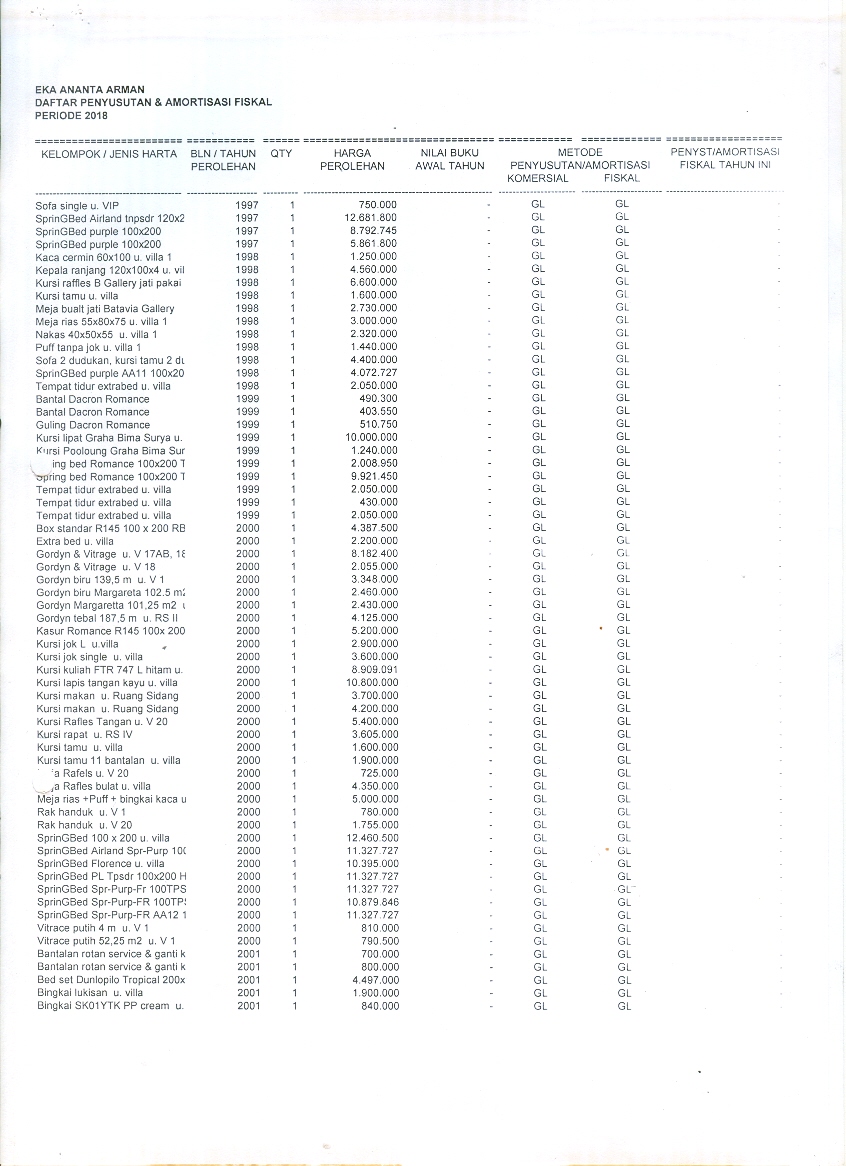 EKA ANANTA ARMAN
DAFTAR PENYUSUTAN & AMORTISASI FISKAL
PERIODE 2018
KELOMPOK / JENIS HARTA BLN / TAHUN QTY HARGA NILAI BUKU METODE PENYST/AMORTISASI
PEROLEHAN PEROLEHAN AWAL TAHUN PENYUSUTAN/AMORTISASI FISKAL TAHUN INI
KOMERSIAL FISKAL
Sofa single u. VIP 1997 1 750.000 - GL GL -
SprinGBed Airland tnpsdr 120x2 1997 1 12.681.800 - GL GL -
SprinGBed purple 100x200 1997 1 8.792.745 - GL GL -
SprinGBed purple 100x200 1997 1 5.861.800 - GL GL -
Kaca cermin 60x100 u. villa 1 1998 1 1.250.000 - GL GL -
Kepala ranjang 120x100x4 u. vil 1998 1 4.560.000 - GL GL -
Kursi raffles B Gallery jati pakai 1998 1 6.600.000 - GL GL -
Kursi tamu u. villa 1998 1 1.600.000 - GL GL -
Meja bualt jati Batavia Gallery 1998 1 2.730.000 - GL GL -
Meja rias 55x80x75 u. villa 1 1998 1 3.000.000 - GL GL -
Nakas 40x50x55 u. villa 1 1998 1 2.320.000 - GL GL -
Puff tanpa jok u. villa 1 1998 1 1.440.000 - GL GL -
Sofa 2 dudukan, kursi tamu 2 du 1998 1 4.400.000 - GL GL -
SprinGBed purple AA11 100x20 1998 1 4.072.727 - GL GL -
Tempat tidur extrabed u. villa 1998 1 2.050.000 - GL GL -
Bantal Dacron Romance 1999 1 490.300 - GL GL -
Bantal Dacron Romance 1999 1 403.550 - GL GL -
Guling Dacron Romance 1999 1 510.750 - GL GL -
Kursi lipat Graha Bima Surya u. 1999 1 10.000.000 - GL GL -
Kursi Pooloung Graha Bima Sur 1999 1 1.240.000 - GL GL -
ing bed Romance 100x200 T 1999 1 2.008.950 - GL GL -
Spring bed Romance 100x200 T 1999 1 9.921.450 - GL GL -
Tempat tidur extrabed u. villa 1999 1 2.050.000 - GL GL -
Tempat tidur extrabed u. villa 1999 1 430.000 - GL GL -
Tempat tidur extrabed u. villa 1999 1 2.050.000 - GL GL -
Box standar R145 100 x 200 RB 2000 1 4.387.500 - GL GL -
Extra bed u. villa 2000 1 2.200.000 - GL GL -
Gordyn & Vitrage u. V 17AB, 18 2000 1 8.182.400 - GL GL -
Gordyn & Vitrage u. V 18 2000 1 2.055.000 - GL GL -
Gordyn biru 139,5 m u. V 1 2000 1 3.348.000 - GL GL -
Gordyn biru Margareta 102.5 m2 2000 1 2.460.000 - GL GL -
Gordyn Margaretta 101,25 m2 u 2000 1 2.430.000 - GL GL -
Gordyn tebal 187,5 m u. RS II 2000 1 4.125.000 - GL GL -
Kasur Romance R145 100x 200 2000 1 5.200.000 - GL GL -
Kursi jok L u.villa 2000 1 2.900.000 - GL GL -
Kursi jok single u. villa 2000 1 3.600.000 - GL GL -
Kursi kuliah FTR 747 L hitam u. 2000 1 8.909.091 - GL GL -
Kursi lapis tangan kayu u. villa 2000 1 10.800.000 - GL GL -
Kursi makan u. Ruang Sidang 2000 1 3.700.000 - GL GL -
Kursi makan u. Ruang Sidang 2000 1 4.200.000 - GL GL -
Kursi Rafles Tangan u. V 20 2000 1 5.400.000 - GL GL -
Kursi rapat u. RS IV 2000 1 3.605.000 - GL GL -
Kursi tamu u. villa 2000 1 1.600.000 - GL GL -
Kursi tamu 11 bantalan u. villa 2000 1 1.900.000 - GL GL -
a Rafels u. V 20 2000 1 725.000 - GL GL -
a Rafles bulat u. villa 2000 1 4.350.000 - GL GL -
Meja rias +Puff + bingkai kaca u 2000 1 5.000.000 - GL GL -
Rak handuk u. V 1 2000 1 780.000 - GL GL -
Rak handuk u. V 20 2000 1 1.755.000 - GL GL -
SprinGBed 100 x 200 u. villa 2000 1 12.460.500 - GL GL -
SprinGBed Airland Spr-Purp 100 2000 1 11.327.727 - GL GL -
SprinGBed Florence u. villa 2000 1 10.395.000 - GL GL -
SprinGBed PL Tpsdr 100x200 H 2000 1 11.327.727 - GL GL -
SprinGBed Spr-Purp-Fr 100TPS 2000 1 11.327.727 - GL GL -
SprinGBed Spr-Purp-FR 100TPS 2000 1 10.879.846 - GL GL -
SprinGBed Spr-Purp-FR AA12 1 2000 1 11.327.727 - GL GL -
Vitrace putih 4 m u. V 1 2000 1 810.000 - GL GL -
Vitrace putih 52,25 m2 u. V 1 2000 1 790.500 - GL GL -
Bantalan rotan service & ganti k 2001 1 700.000 - GL GL -
Bantalan rotan service & ganti k 2001 1 800.000 - GL GL -
Bed set Dunlopilo Tropical 200x 2001 1 4.497.000 - GL GL -
Bingkai lukisan u. villa 2001 1 1.900.000 - GL GL -
Bingkai SK01YTK PP cream u. 2001 1 840.000 - GL GL -